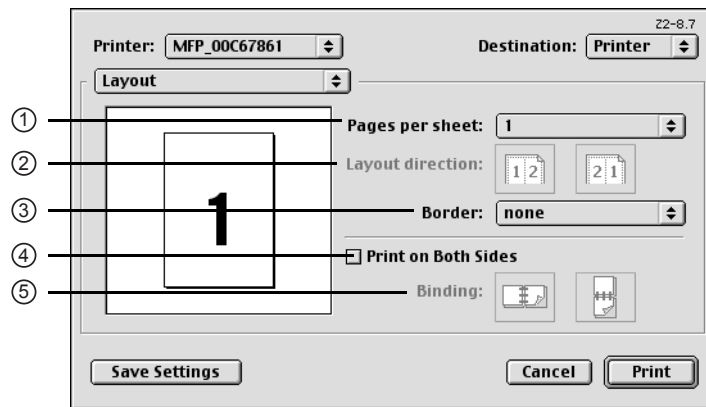 Z2-8.7
Printer: MFP_00C67861 Destination: Printer
Layout
① Pages per sheet: 1
② Layout direction: 1 2 2 1
1
③ Border: none
④ Print on Both Sides
⑤ Binding:
Save Settings Cancel Print